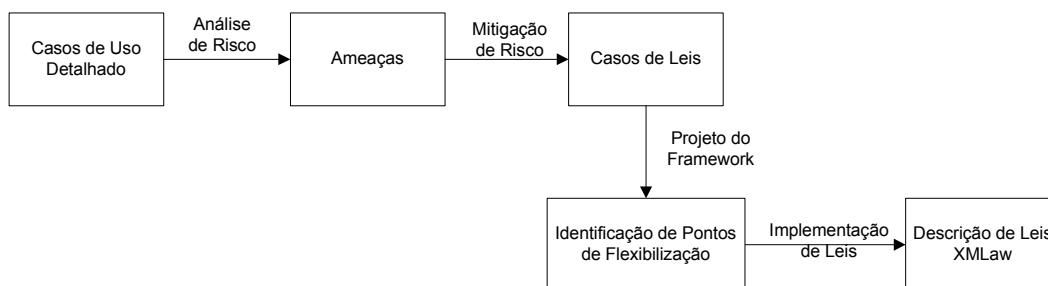 Casos de Uso
Detalhado
Análise
de Risco
Ameaças
Mitigação
de Risco
Casos de Leis
Projeto do
Framework
Identificação de Pontos
de Flexibilização
Implementação
de Leis
Descrição de Leis
XMLaw